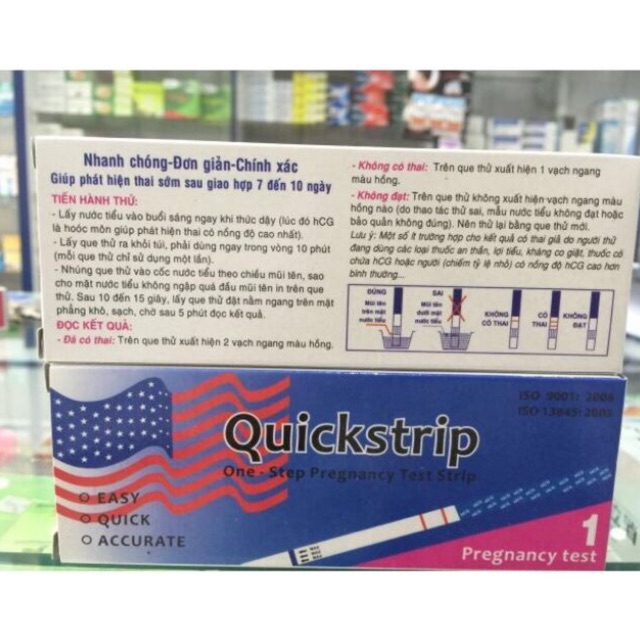 Nhanh chóng-Đơn giản-Chính xác
Giúp phát hiện thai sớm sau giao hợp 7 đến 10 ngày
TIẾN HÀNH THỬ:
- Lấy nước tiểu vào buổi sáng ngay khi thức dậy (lúc đó hCG
là hoóc môn giúp phát hiện thai có nồng độ cao nhất).
- Lấy que thử ra khỏi túi, phải dùng ngay trong vòng 10 phút
(mỗi que thử chỉ sử dụng một lần).
- Nhúng que thử vào cốc nước tiểu theo chiều mũi tên, sao
cho mặt nước tiểu không ngập quá đầu mũi tên in trên que
thử. Sau 10 đến 15 giây, lấy que thử đặt nằm ngang trên mặt
phẳng khô, sạch, chờ sau 5 phút đọc kết quả.
ĐỌC KẾT QUẢ:
- Đã có thai: Trên que thử xuất hiện 2 vạch ngang màu hồng.
- Không có thai: Trên que thử xuất hiện 1 vạch ngang
màu hồng.
- Không đạt: Trên que thử không xuất hiện vạch ngang màu
hồng nào (do thao tác thử sai, mẫu nước tiểu không đạt hoặc
bảo quản không đúng). Nên thử lại bằng que thử mới.
Lưu ý: Một số ít trường hợp cho kết quả có thai giả do người thử
đang dùng các loại thuốc an thần, lợi tiểu, kháng co giật, thuốc có
chứa hCG hoặc người (chiếm tỷ lệ nhỏ) có nồng độ hCG cao hơn
bình thường...
ĐÚNG
Mũi tên
trên mặt
nước tiểu
SAI
Mũi tên
dưới mặt
nước tiểu
KHÔNG
CÓ THAI
CÓ
THAI
KHÔNG
ĐẠT
ISO 9001: 2008
ISO 13845: 2003
Quickstrip
One - Step Pregnancy Test Strip
EASY
QUICK
ACCURATE
1
Pregnancy test